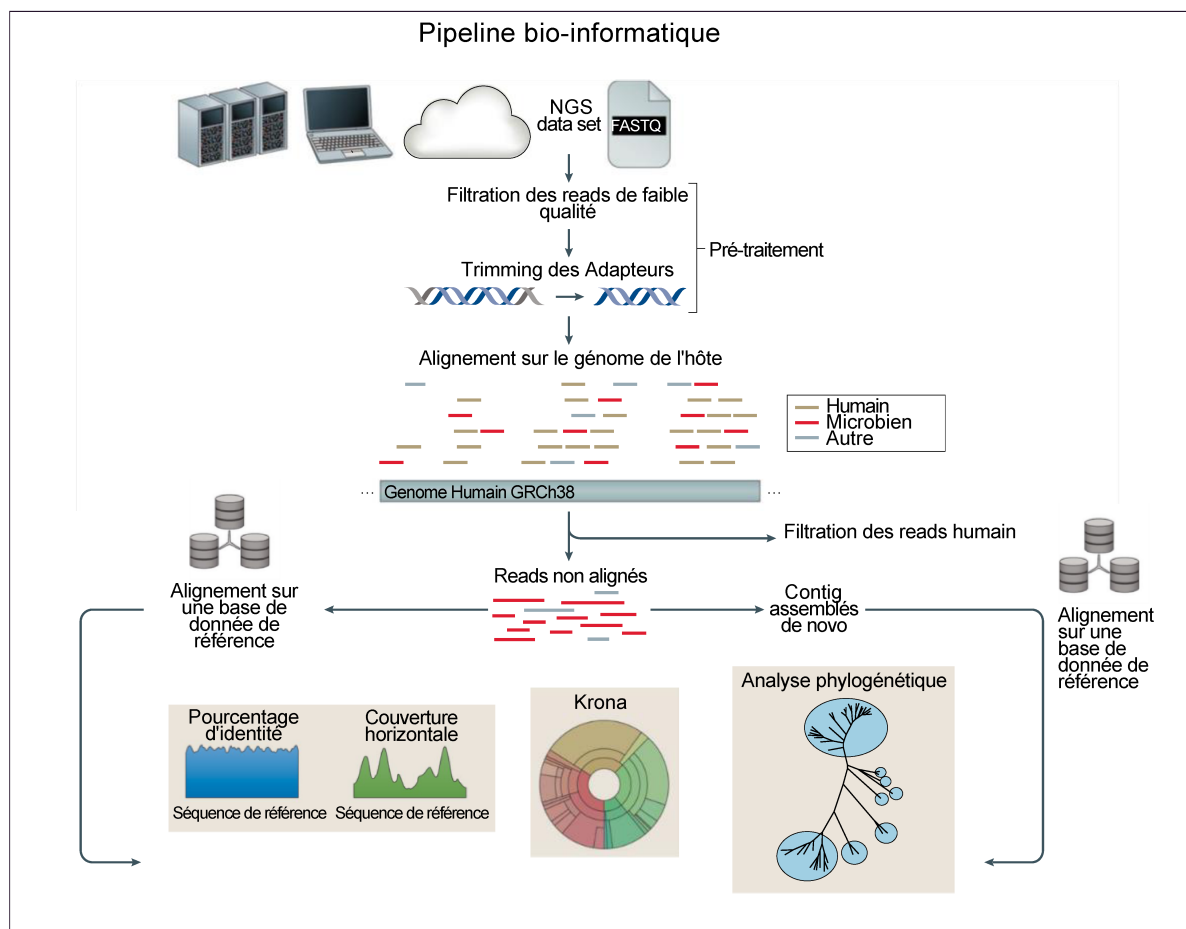 Pipeline bio-informatique
NGS
data set
FASTQ
Filtration des reads de faible
qualité
Pré-traitement
Trimming des Adapteurs
Alignement sur le génome de l'hôte
Humain
Microbien
Autre
...
Genome Humain GRCh38
...
Filtration des reads humain
Reads non alignés
Alignement sur
une base de
donnée de
référence
Contig
assemblés
de novo
Alignement
sur une
base de
donnée de
référence
Pourcentage
d'identité
Séquence de référence
Couverture
horizontale
Séquence de référence
Krona
Analyse phylogénétique